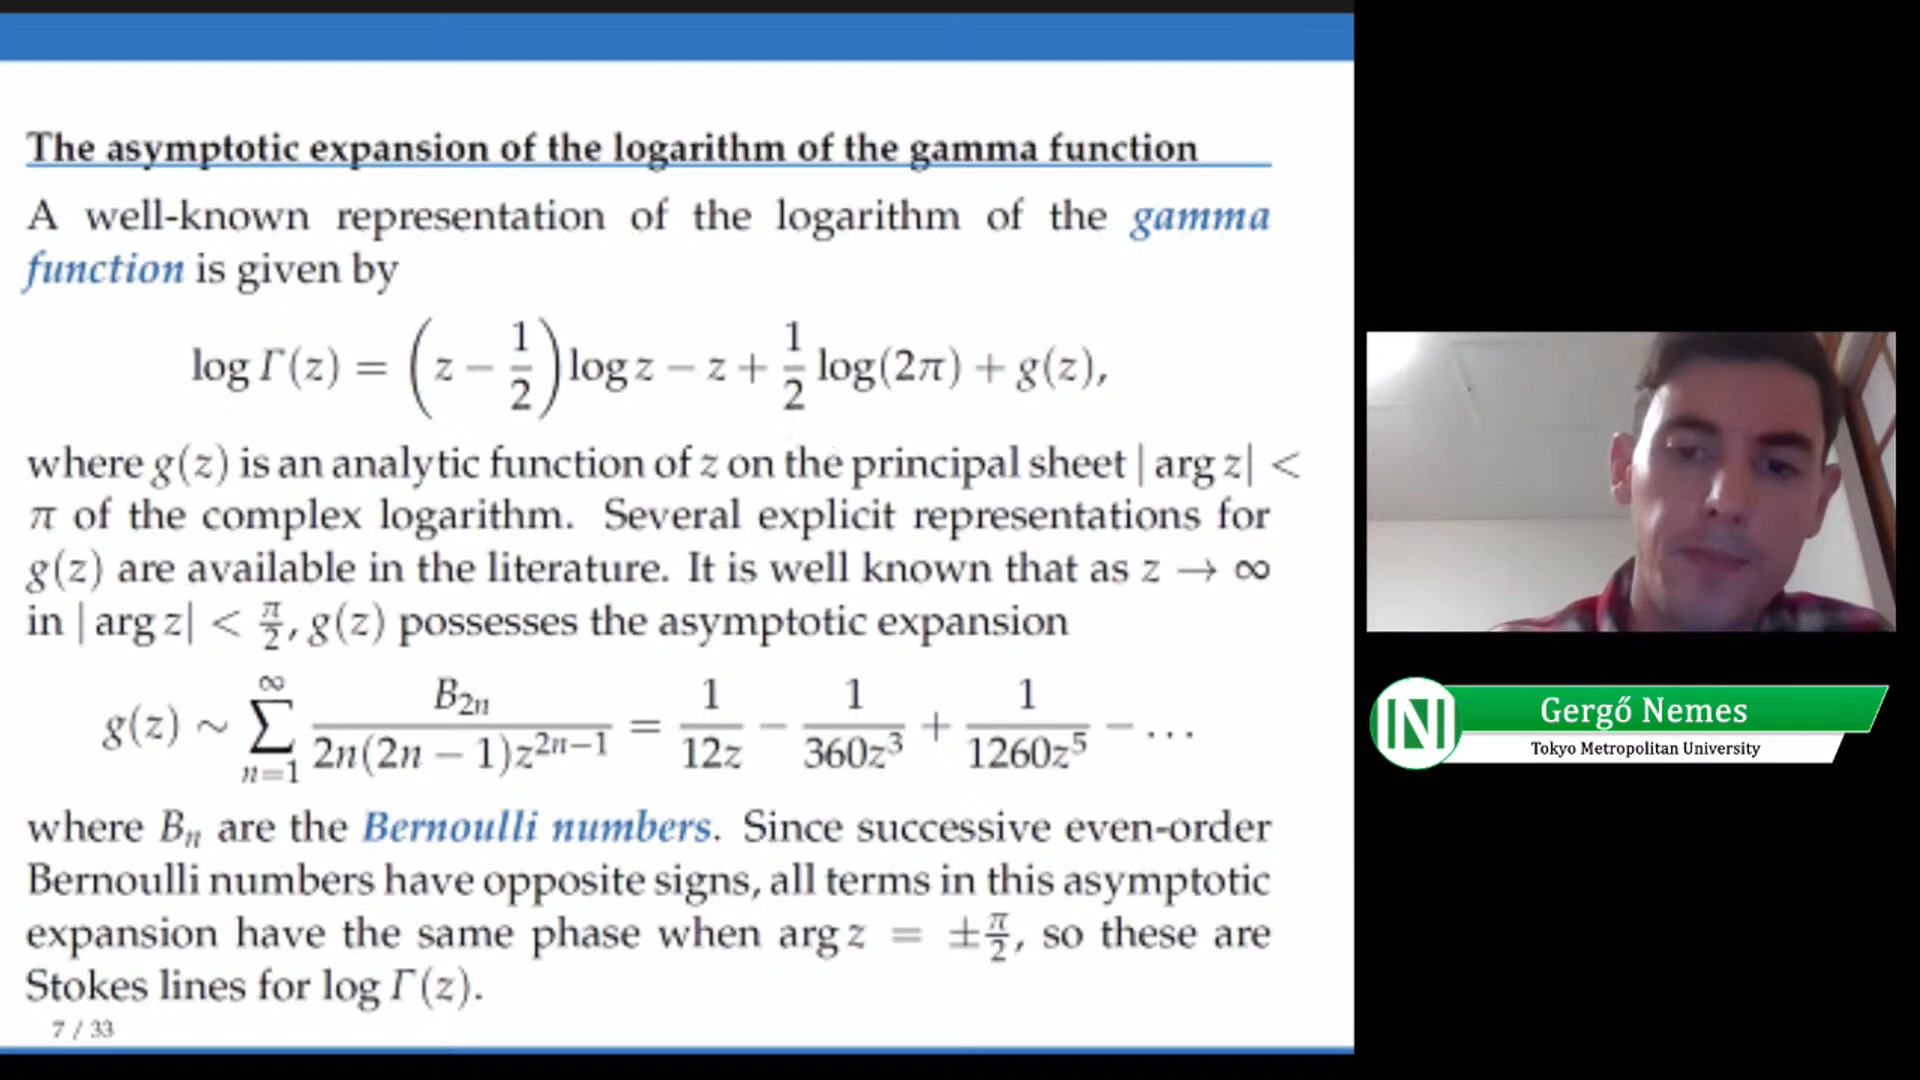 The asymptotic expansion of the logarithm of the gamma function
A well-known representation of the logarithm of the gamma
function is given by
log Γ(z) = (z − 1/2) log z − z + 1/2 log(2π) + g(z),
where g(z) is an analytic function of z on the principal sheet | arg z| <
π of the complex logarithm. Several explicit representations for
g(z) are available in the literature. It is well known that as z → ∞
in | arg z| < π/2, g(z) possesses the asymptotic expansion
g(z) ~ ∑_{n=1}^{∞} B_{2n} / (2n(2n − 1)z^{2n−1}) = 1/(12z) − 1/(360z^3) + 1/(1260z^5) − ⋯
where B_n are the Bernoulli numbers. Since successive even-order
Bernoulli numbers have opposite signs, all terms in this asymptotic
expansion have the same phase when arg z = ±π/2, so these are
Stokes lines for log Γ(z).
7 / 33
INI
Gergő Nemes
Tokyo Metropolitan University